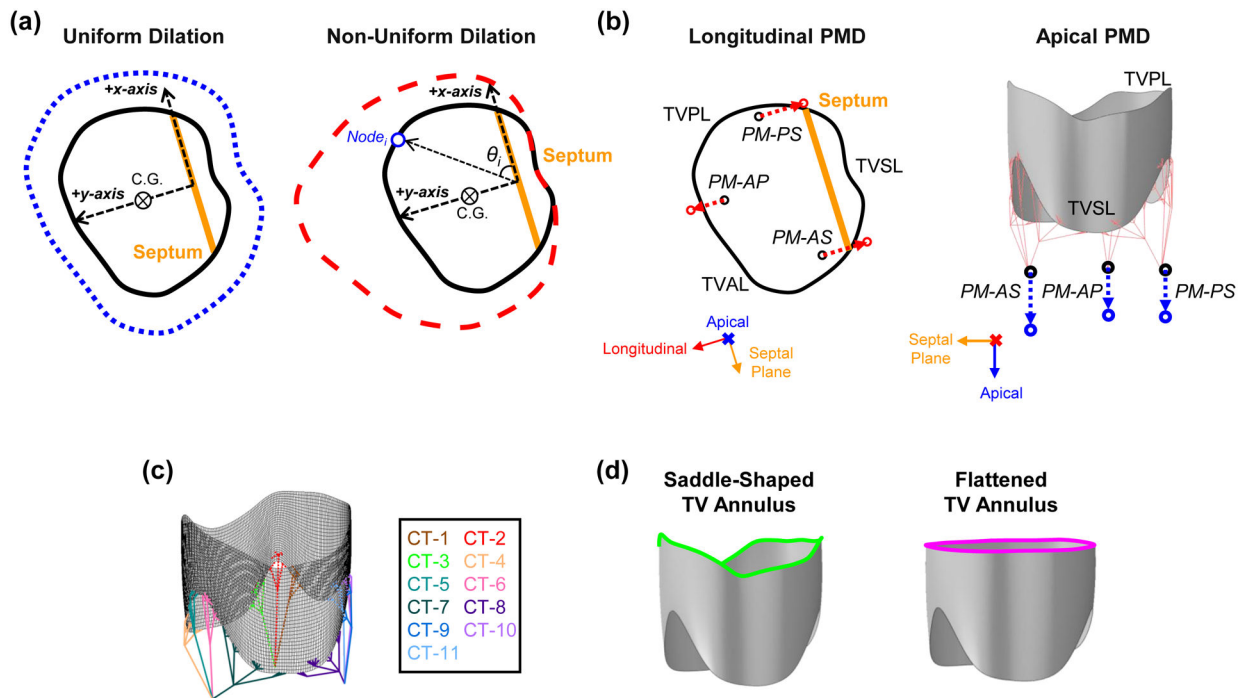 (a)
Uniform Dilation
+x-axis
C.G.
+y-axis
Septum
Non-Uniform Dilation
+x-axis
Nodeᵢ
θᵢ
Septum
+y-axis
C.G.
(b)
Longitudinal PMD
TVPL
Septum
PM-PS
TVSL
PM-AP
PM-AS
TVAL
Apical
Longitudinal
Septal
Plane
Apical PMD
TVPL
TVSL
PM-AS
PM-AP
PM-PS
Septal
Plane
Apical
(c)
CT-1 CT-2
CT-3 CT-4
CT-5 CT-6
CT-7 CT-8
CT-9 CT-10
CT-11
(d)
Saddle-Shaped
TV Annulus
Flattened
TV Annulus